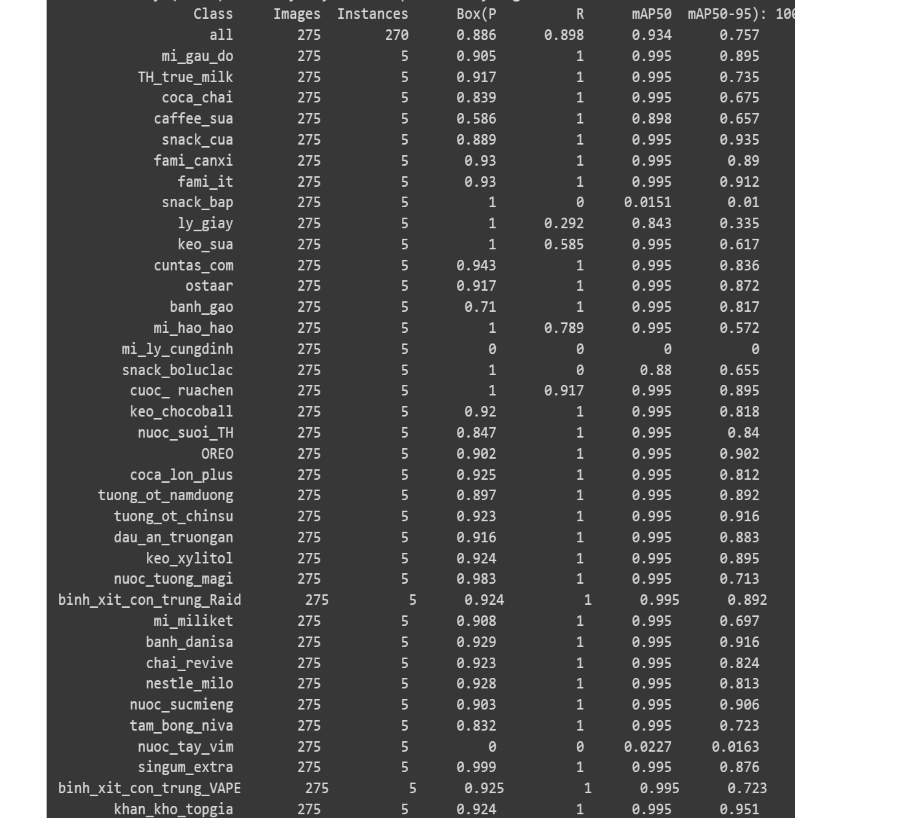 Class Images Instances Box(P R mAP50 mAP50-95): 100
all 275 270 0.886 0.898 0.934 0.757
mi_gau_do 275 5 0.905 1 0.995 0.895
TH_true_milk 275 5 0.917 1 0.995 0.735
coca_chai 275 5 0.839 1 0.995 0.675
caffee_sua 275 5 0.586 1 0.898 0.657
snack_cua 275 5 0.889 1 0.995 0.935
fami_canxi 275 5 0.93 1 0.995 0.89
fami_it 275 5 0.93 1 0.995 0.912
snack_bap 275 5 1 0 0.0151 0.01
ly_giay 275 5 1 0.292 0.843 0.335
keo_sua 275 5 1 0.585 0.995 0.617
cuntas_com 275 5 0.943 1 0.995 0.836
ostaar 275 5 0.917 1 0.995 0.872
banh_gao 275 5 0.71 1 0.995 0.817
mi_hao_hao 275 5 1 0.789 0.995 0.572
mi_ly_cungdinh 275 5 0 0 0 0
snack_boluclac 275 5 1 0 0.88 0.655
cuoc_ ruachen 275 5 1 0.917 0.995 0.895
keo_chocoball 275 5 0.92 1 0.995 0.818
nuoc_suoi_TH 275 5 0.847 1 0.995 0.84
OREO 275 5 0.902 1 0.995 0.902
coca_lon_plus 275 5 0.925 1 0.995 0.812
tuong_ot_namduong 275 5 0.897 1 0.995 0.892
tuong_ot_chinsu 275 5 0.923 1 0.995 0.916
dau_an_truongan 275 5 0.916 1 0.995 0.883
keo_xylitol 275 5 0.924 1 0.995 0.895
nuoc_tuong_magi 275 5 0.983 1 0.995 0.713
binh_xit_con_trung_Raid 275 5 0.924 1 0.995 0.892
mi_miliket 275 5 0.908 1 0.995 0.697
banh_danisa 275 5 0.929 1 0.995 0.916
chai_revive 275 5 0.923 1 0.995 0.824
nestle_milo 275 5 0.928 1 0.995 0.813
nuoc_sucmieng 275 5 0.903 1 0.995 0.906
tam_bong_niva 275 5 0.832 1 0.995 0.723
nuoc_tay_vim 275 5 0 0 0.0227 0.0163
singum_extra 275 5 0.999 1 0.995 0.876
binh_xit_con_trung_VAPE 275 5 0.925 1 0.995 0.723
khan_kho_topgia 275 5 0.924 1 0.995 0.951